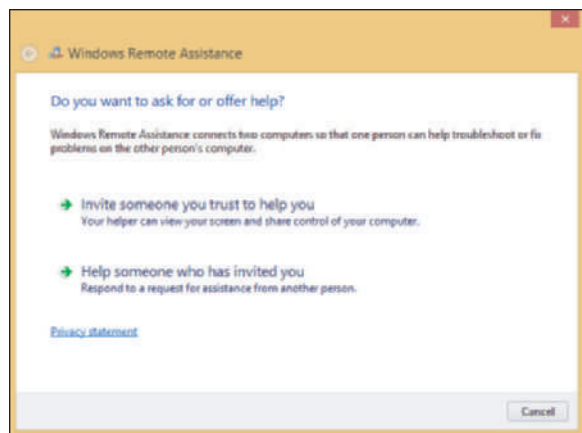 Windows Remote Assistance
Do you want to ask for or offer help?
Windows Remote Assistance connects two computers so that one person can help troubleshoot or fix
problems on the other person's computer.
Invite someone you trust to help you
Your helper can view your screen and share control of your computer.
Help someone who has invited you
Respond to a request for assistance from another person.
Privacy statement
Cancel